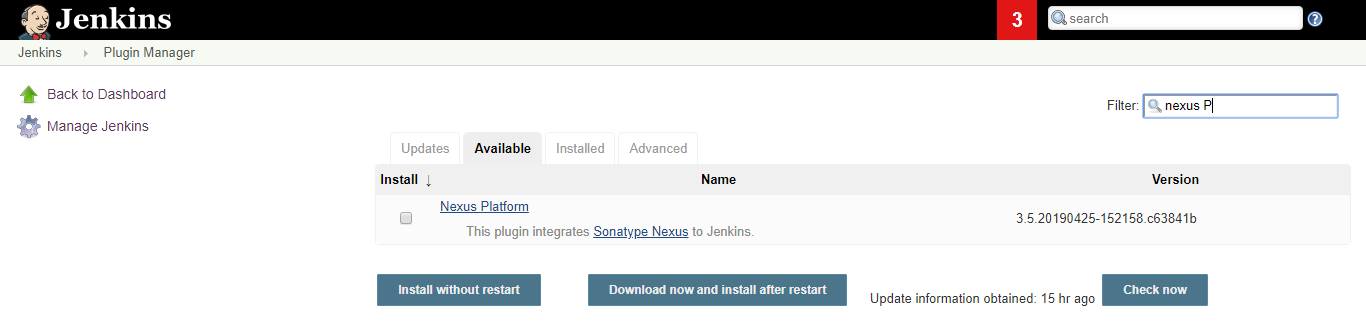 Jenkins
3
search
Jenkins Plugin Manager
Back to Dashboard
Manage Jenkins
Filter: nexus P
Updates Available Installed Advanced
Install ↓ Name Version
Nexus Platform
3.5.20190425-152158.c63841b
This plugin integrates Sonatype Nexus to Jenkins.
Install without restart Download now and install after restart Update information obtained: 15 hr ago Check now